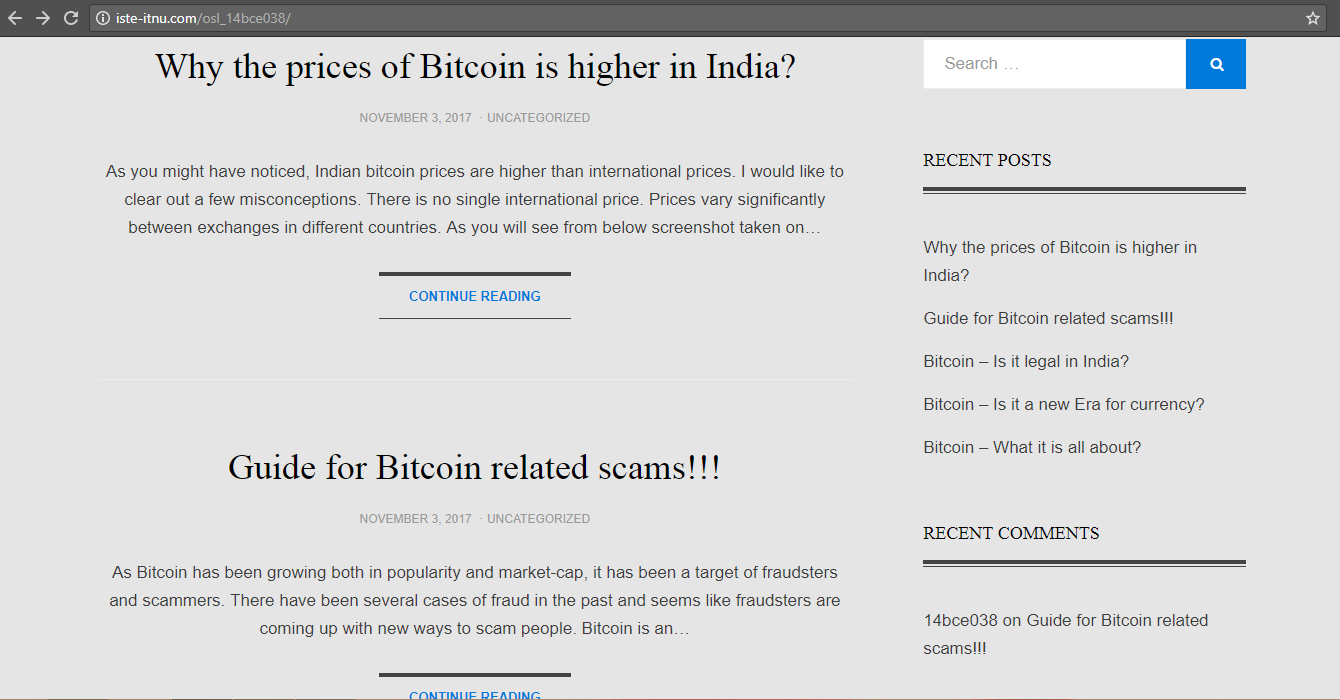 iste-itnu.com/osl_14bce038/
Why the prices of Bitcoin is higher in India?
NOVEMBER 3, 2017 · UNCATEGORIZED
As you might have noticed, Indian bitcoin prices are higher than international prices. I would like to
clear out a few misconceptions. There is no single international price. Prices vary significantly
between exchanges in different countries. As you will see from below screenshot taken on…
CONTINUE READING
Guide for Bitcoin related scams!!!
NOVEMBER 3, 2017 · UNCATEGORIZED
As Bitcoin has been growing both in popularity and market-cap, it has been a target of fraudsters
and scammers. There have been several cases of fraud in the past and seems like fraudsters are
coming up with new ways to scam people. Bitcoin is an…
CONTINUE READING
Search …
RECENT POSTS
Why the prices of Bitcoin is higher in
India?
Guide for Bitcoin related scams!!!
Bitcoin – Is it legal in India?
Bitcoin – Is it a new Era for currency?
Bitcoin – What it is all about?
RECENT COMMENTS
14bce038 on Guide for Bitcoin related
scams!!!